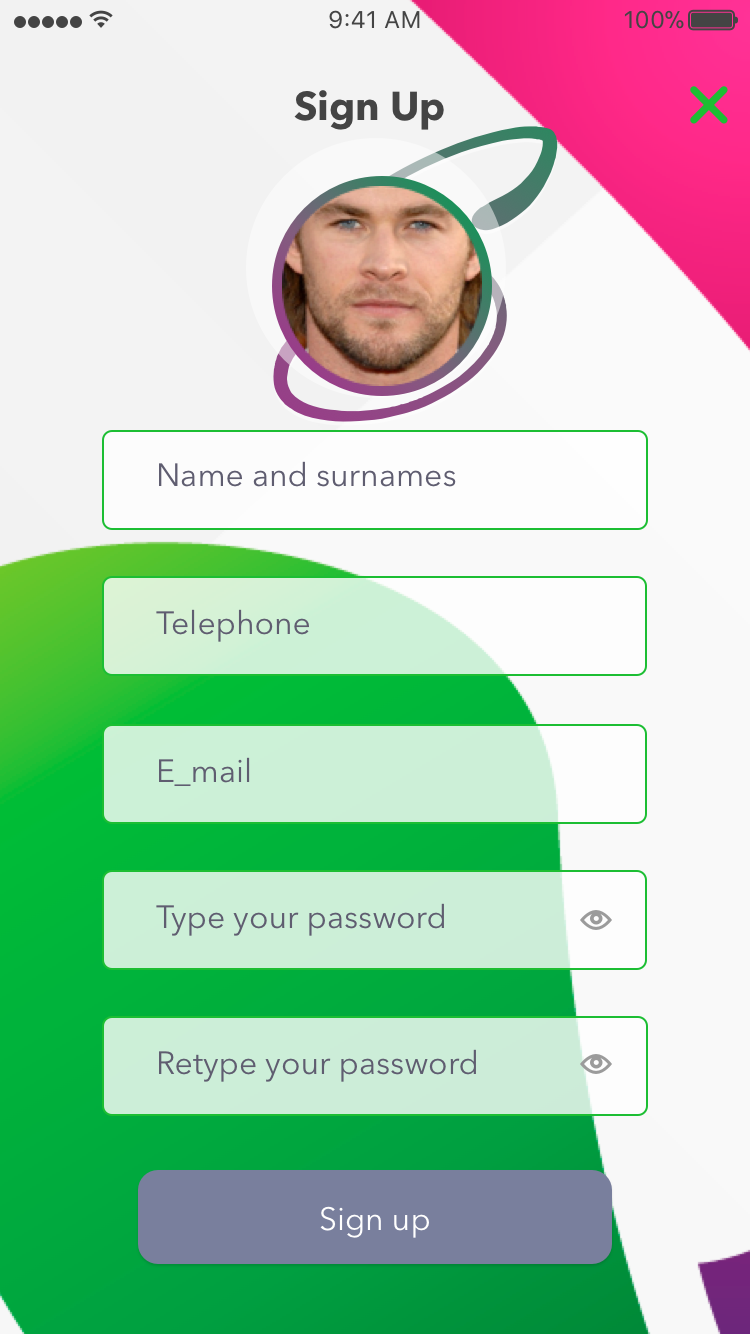 9:41 AM
100%
Sign Up
Name and surnames
Telephone
E_mail
Type your password
Retype your password
Sign up